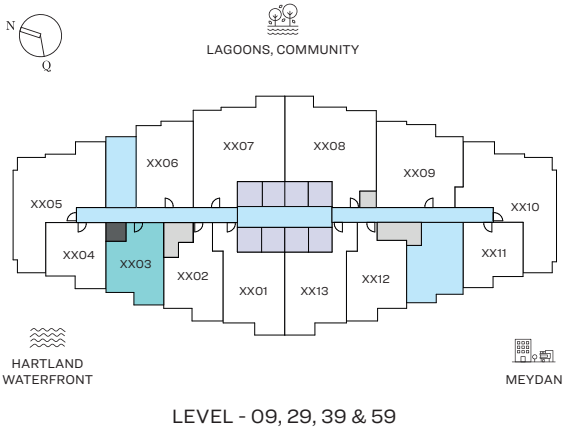 N
Q
LAGOONS, COMMUNITY
XX07
XX08
XX06
XX09
XX05
XX10
XX04
XX03
XX02
XX01
XX13
XX12
XX11
HARTLAND
WATERFRONT
MEYDAN
LEVEL - 09, 29, 39 & 59